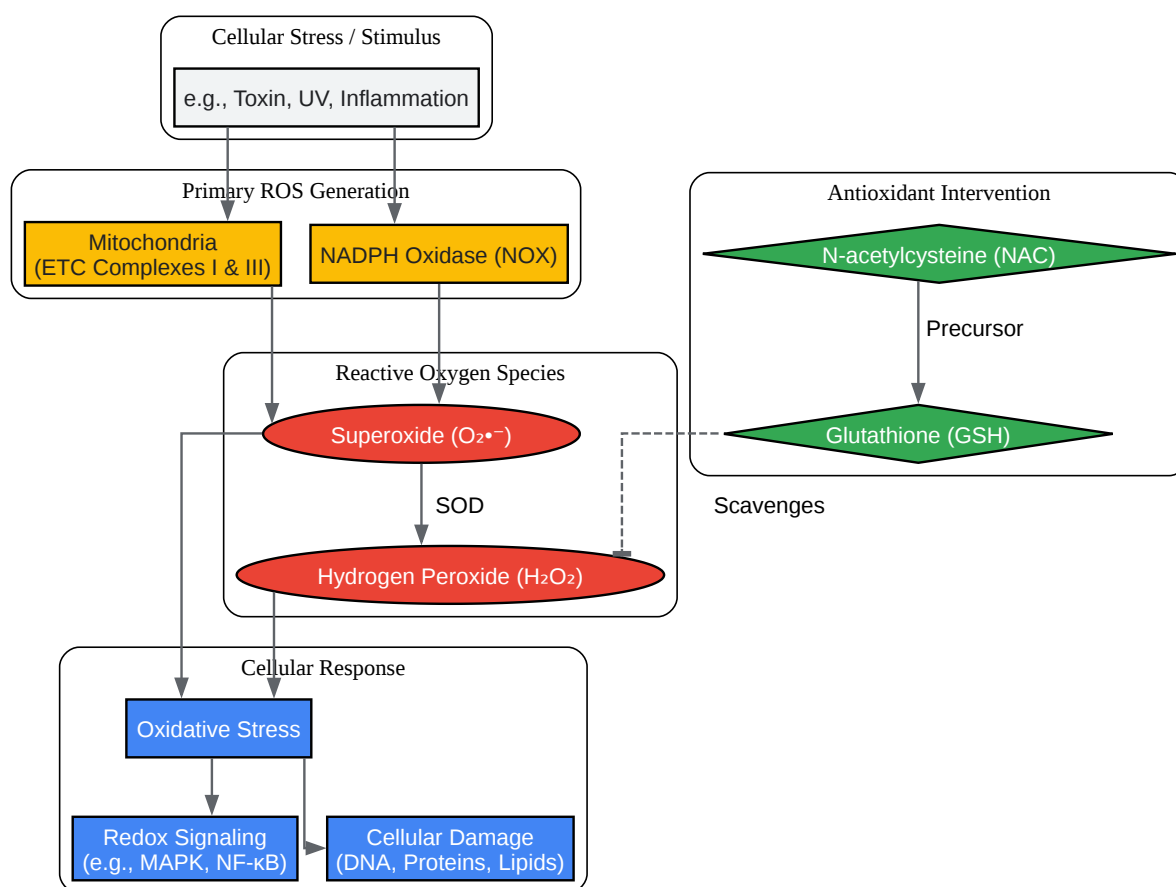 Cellular Stress / Stimulus
e.g., Toxin, UV, Inflammation
Primary ROS Generation
Mitochondria
(ETC Complexes I & III)
NADPH Oxidase (NOX)
Antioxidant Intervention
N-acetylcysteine (NAC)
Precursor
Glutathione (GSH)
Reactive Oxygen Species
Superoxide (O₂•⁻)
SOD
Scavenges
Hydrogen Peroxide (H₂O₂)
Cellular Response
Oxidative Stress
Redox Signaling
(e.g., MAPK, NF-κB)
Cellular Damage
(DNA, Proteins, Lipids)